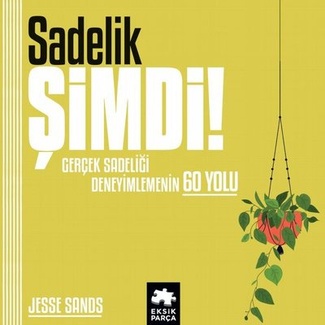 Sadelik
ŞİMDİ!
GERÇEK SADELİĞİ
DENEYİMLEMENİN 60 YOLU
JESSE SANDS
EKSİK
PARÇA